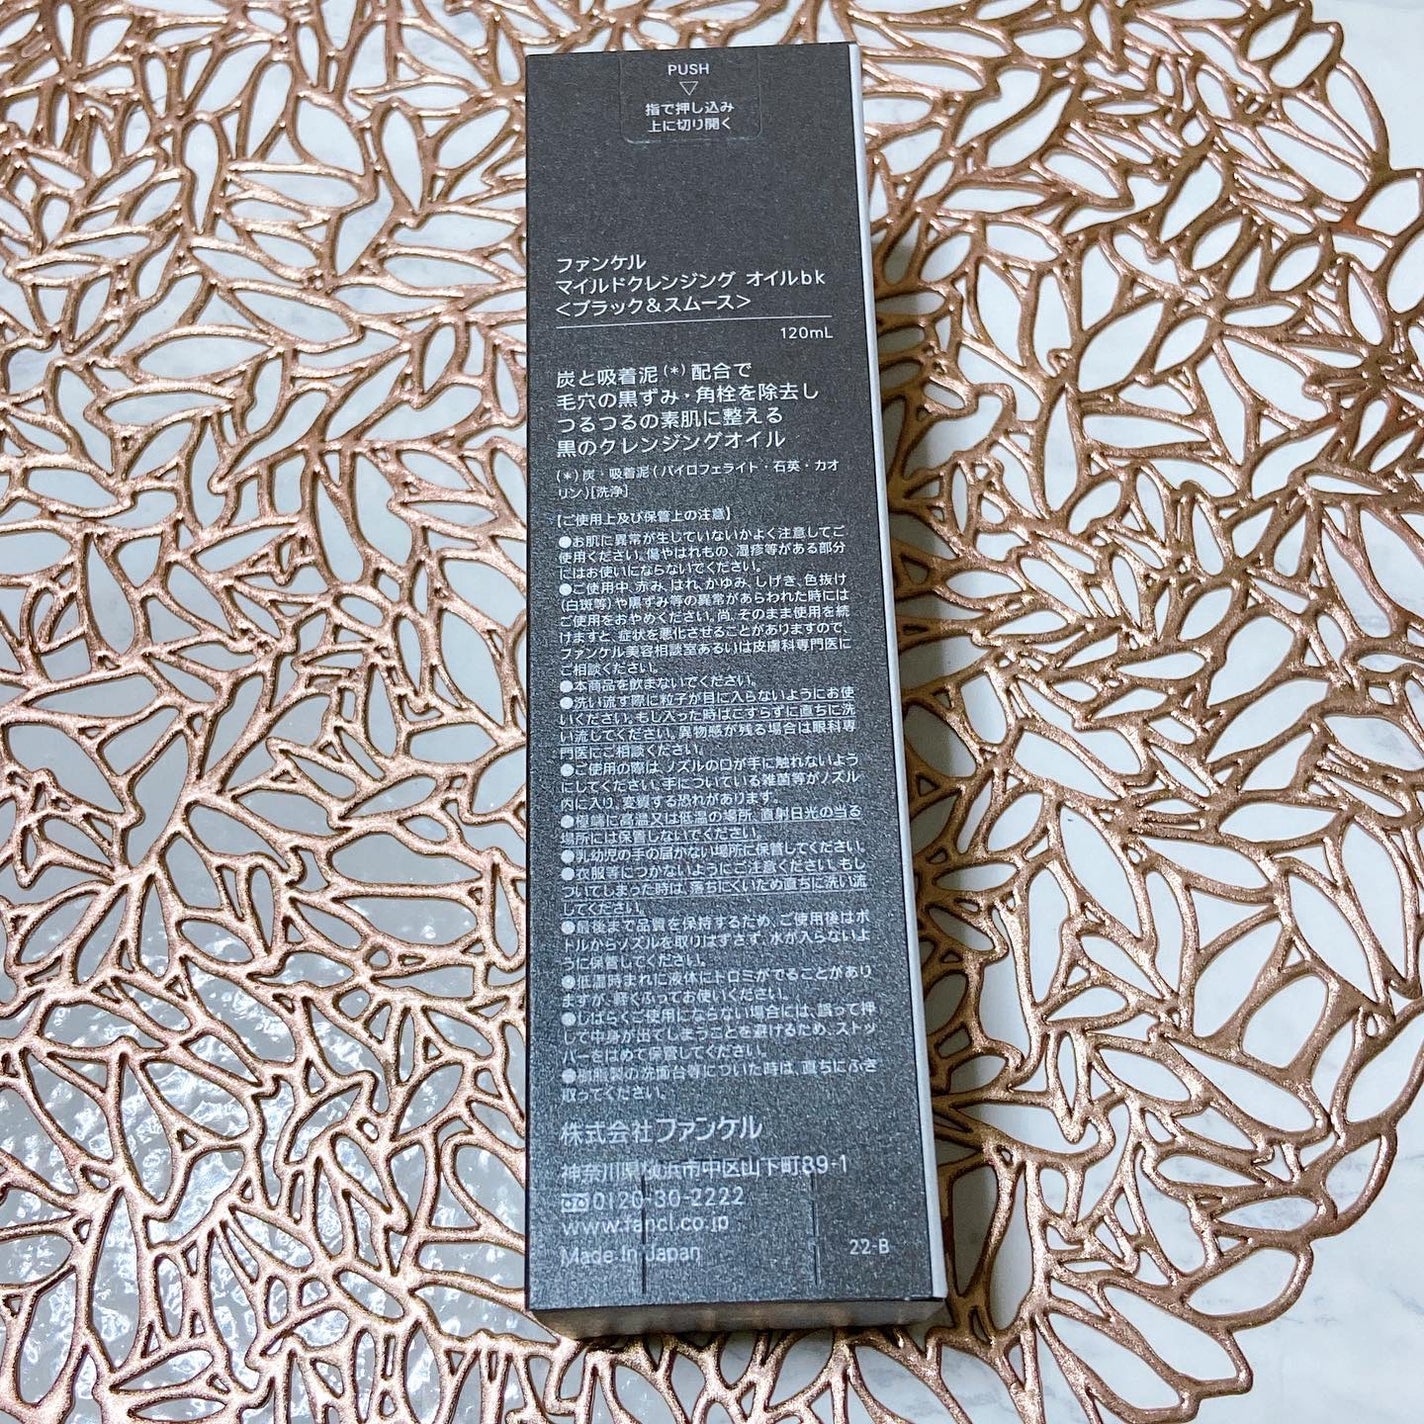 PUSH
▽
指で押し込み
上に切り開く
ファンケル
マイルドクレンジング オイルbk
<ブラック&スムース>
120mL
炭と吸着泥(*)配合で
毛穴の黒ずみ・角栓を除去し
つるつるの素肌に整える
黒のクレンジングオイル
(*)炭・吸着泥(パイロフェライト・石英・カオ
リン)[洗浄]
【ご使用上及び保管上の注意】
●お肌に異常が生じていないかよく注意してご
使用ください。傷やはれもの、湿疹等がある部分
にはお使いにならないでください。
●ご使用中、赤み、はれ、かゆみ、しげき、色抜け
(白斑等)や黒ずみ等の異常があらわれた時には
ご使用をおやめください。尚、そのまま使用を続
けますと、症状を悪化させることがありますので、
ファンケル美容相談室あるいは皮膚科専門医に
ご相談ください。
●本商品を飲まないでください。
●洗い流す際に粒子が目に入らないようにお使
いください。もし入った時はこすらずに直ちに洗
い流してください。異物感が残る場合は眼科専
門医にご相談ください。
●ご使用の際は、ノズルの口が手に触れないよう
にしてください。手についている雑菌等がノズル
内に入り、変質する恐れがあります。
●極端に高温又は低温の場所、直射日光の当る
場所には保管しないでください。
●乳幼児の手の届かない場所に保管してください。
●衣服等につかないようにご注意ください。もし
ついてしまった時は、落ちにくいため直ちに洗い流
してください。
●最後まで品質を保持するため、ご使用後はボ
トルからノズルを取りはずさず、水が入らないよ
うに保管してください。
●低温時まれに液体にトロミがでることがあり
ますが、軽くふってお使いください。
●しばらくご使用にならない場合には、誤って押
して中身が出てしまうことを避けるため、ストッ
パーをはめて保管してください。
●樹脂製の洗面台等についた時は、直ちにふき
取ってください。
株式会社ファンケル
神奈川県横浜市中区山下町89-1
0120-30-2222
www.fancl.co.jp
Made in Japan
22-B